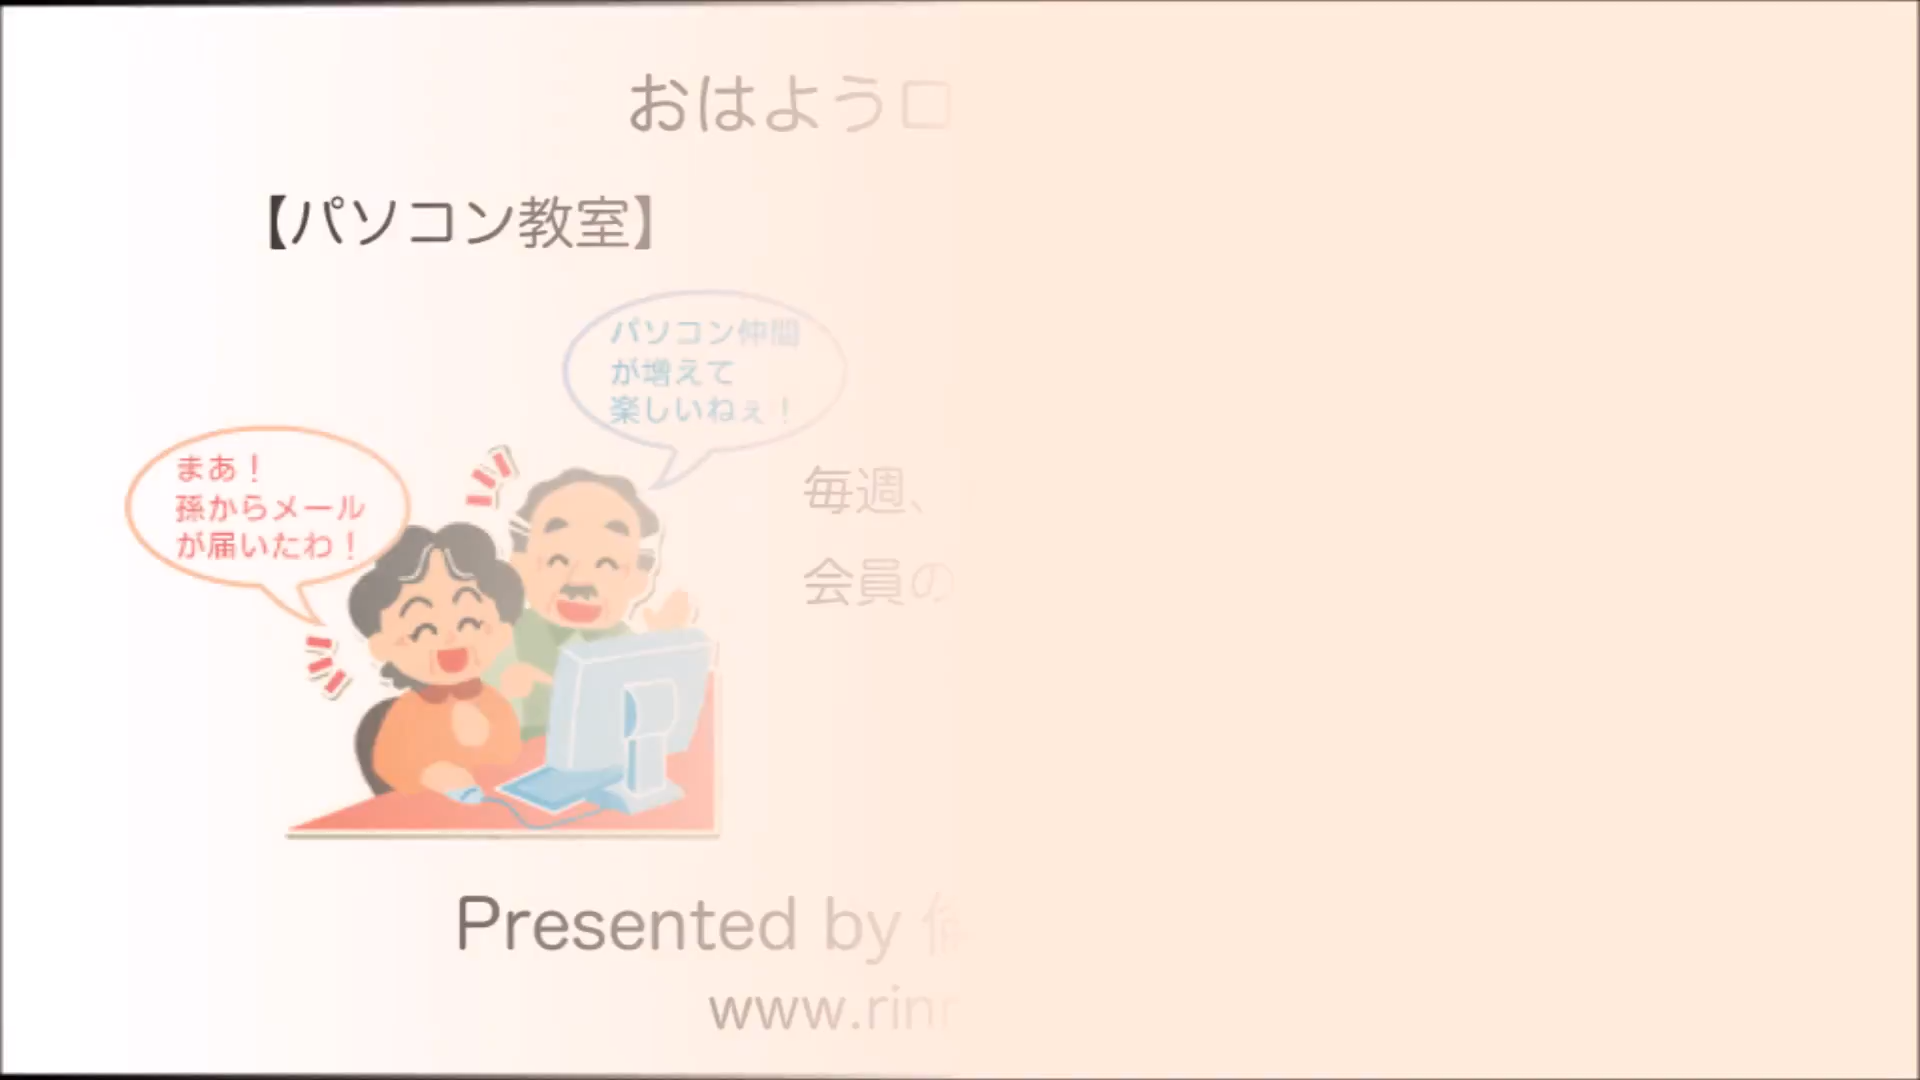 おはようロ
【パソコン教室】
パソコン仲間
が増えて
楽しいねぇ！
まあ！
孫からメール
が届いたわ！
毎週、
会員の
Presented by
www.rin